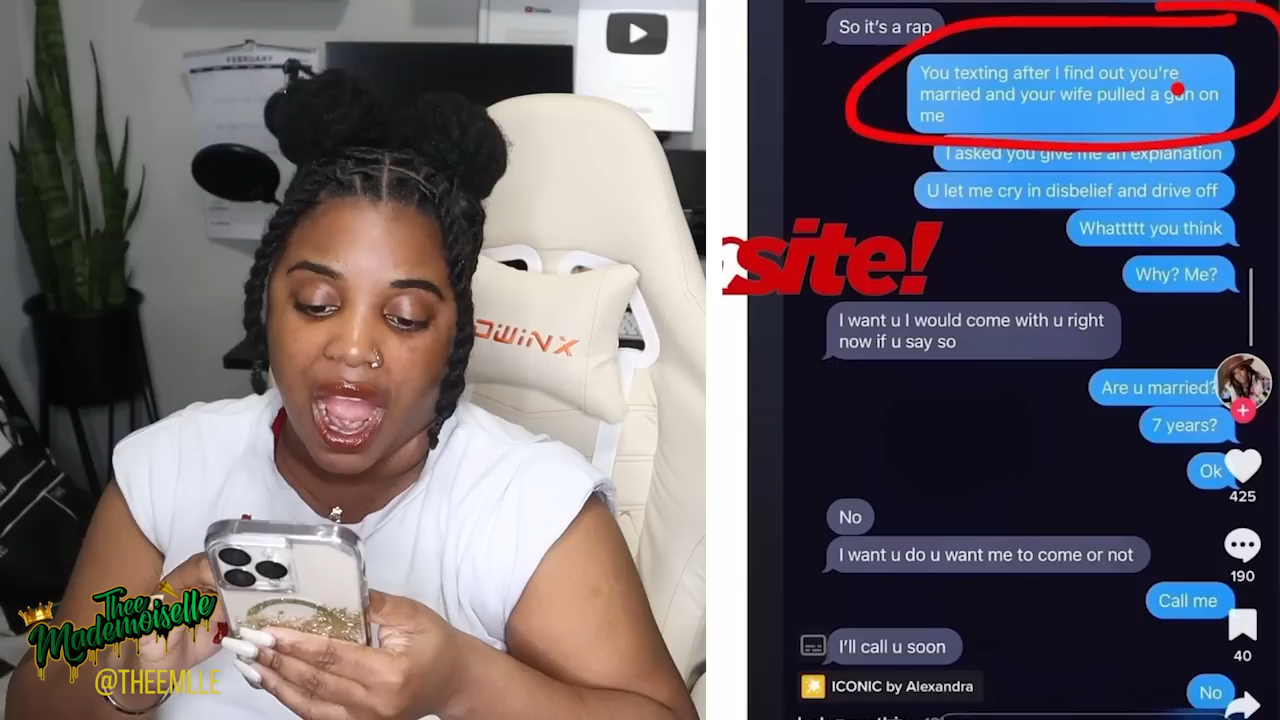 FEBRUARY
OWINX
Thee
Mademoiselle
@THEEMLLE
So it's a rap
You texting after I find out you're
married and your wife pulled a gun on
me
I asked you give me an explanation
U let me cry in disbelief and drive off
Whattttt you think
site!
Why? Me?
I want u I would come with u right
now if u say so
Are u married?
7 years?
Ok
425
No
I want u do u want me to come or not
190
Call me
I'll call u soon
40
ICONIC by Alexandra
No